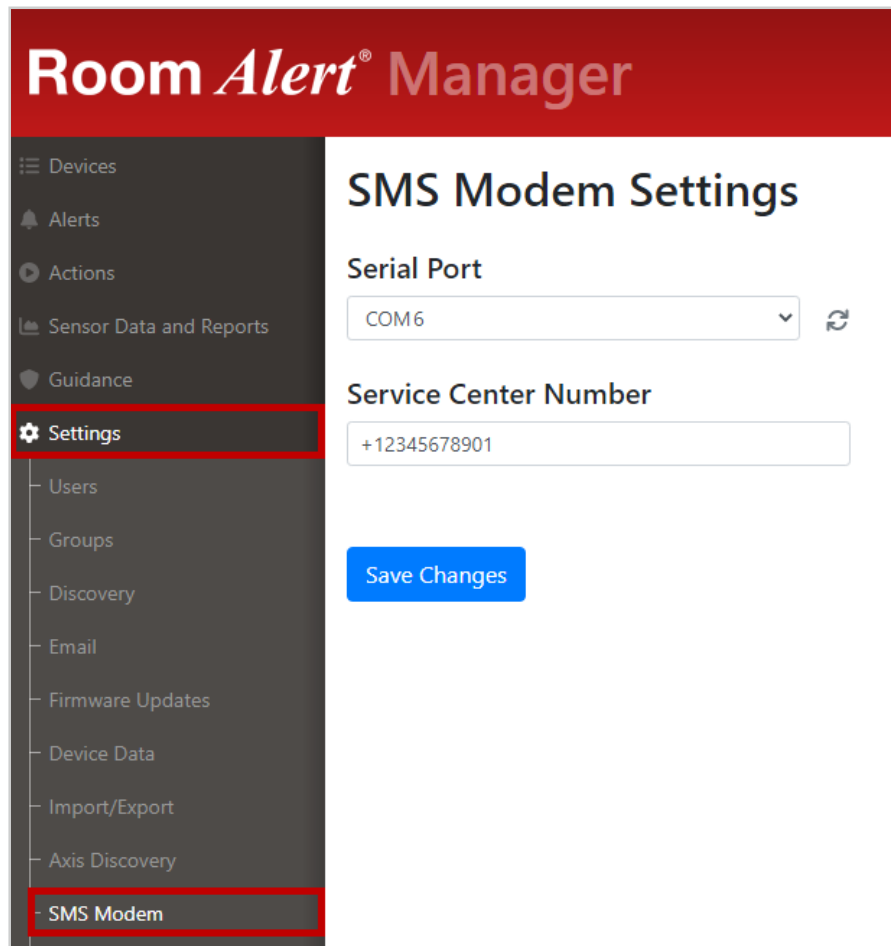 Room Alert® Manager
Devices
Alerts
Actions
Sensor Data and Reports
Guidance
Settings
Users
Groups
Discovery
Email
Firmware Updates
Device Data
Import/Export
Axis Discovery
SMS Modem
SMS Modem Settings
Serial Port
COM6
Service Center Number
+12345678901
Save Changes